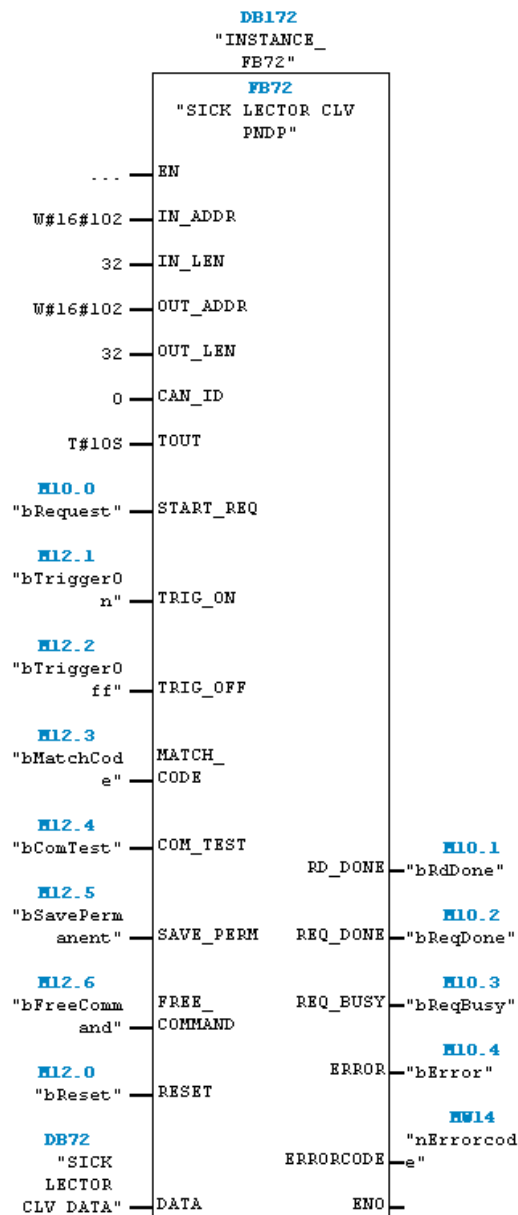 DB172
"INSTANCE_
FB72"
FB72
"SICK LECTOR CLV
PNDP"
... EN
W#16#102 IN_ADDR
32 IN_LEN
W#16#102 OUT_ADDR
32 OUT_LEN
0 CAN_ID
T#10S TOUT
M10.0
"bRequest" START_REQ
M12.1
"bTriggerO
n" TRIG_ON
M12.2
"bTriggerO
ff" TRIG_OFF
M12.3
"bMatchCod MATCH_
e" CODE
M12.4
"bComTest" COM_TEST
M10.1
RD_DONE "bRdDone"
M12.5
"bSavePerm
M10.2
anent" SAVE_PERM REQ_DONE "bReqDone"
M12.6 M10.3
"bFreeComm FREE_ REQ_BUSY "bReqBusy"
and" COMMAND
M10.4
M12.0 ERROR "bError"
"bReset" RESET
MW14
DB72 "nErrorcod
"SICK ERRORCODE e"
LECTOR
CLV DATA" DATA ENO